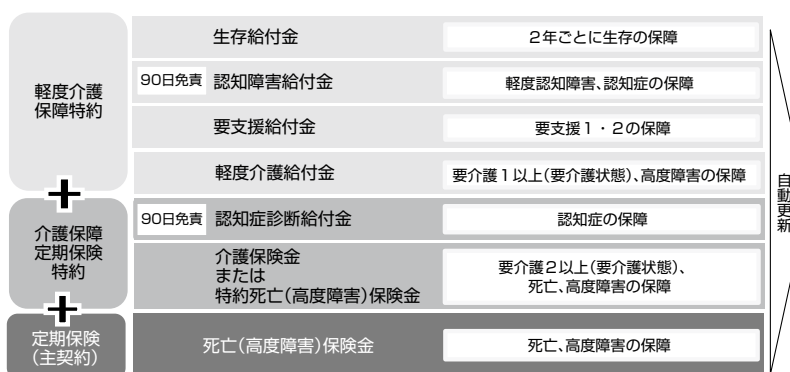 軽度介護
保障特約
生存給付金
2年ごとに生存の保障
90日免責
認知障害給付金
軽度認知障害、認知症の保障
要支援給付金
要支援1・2の保障
軽度介護給付金
要介護1以上(要介護状態)、高度障害の保障
+
介護保障
定期保険
特約
90日免責
認知症診断給付金
認知症の保障
介護保険金
または
特約死亡(高度障害)保険金
要介護2以上(要介護状態)、
死亡、高度障害の保障
+
定期保険
(主契約)
死亡(高度障害)保険金
死亡、高度障害の保障
自動更新